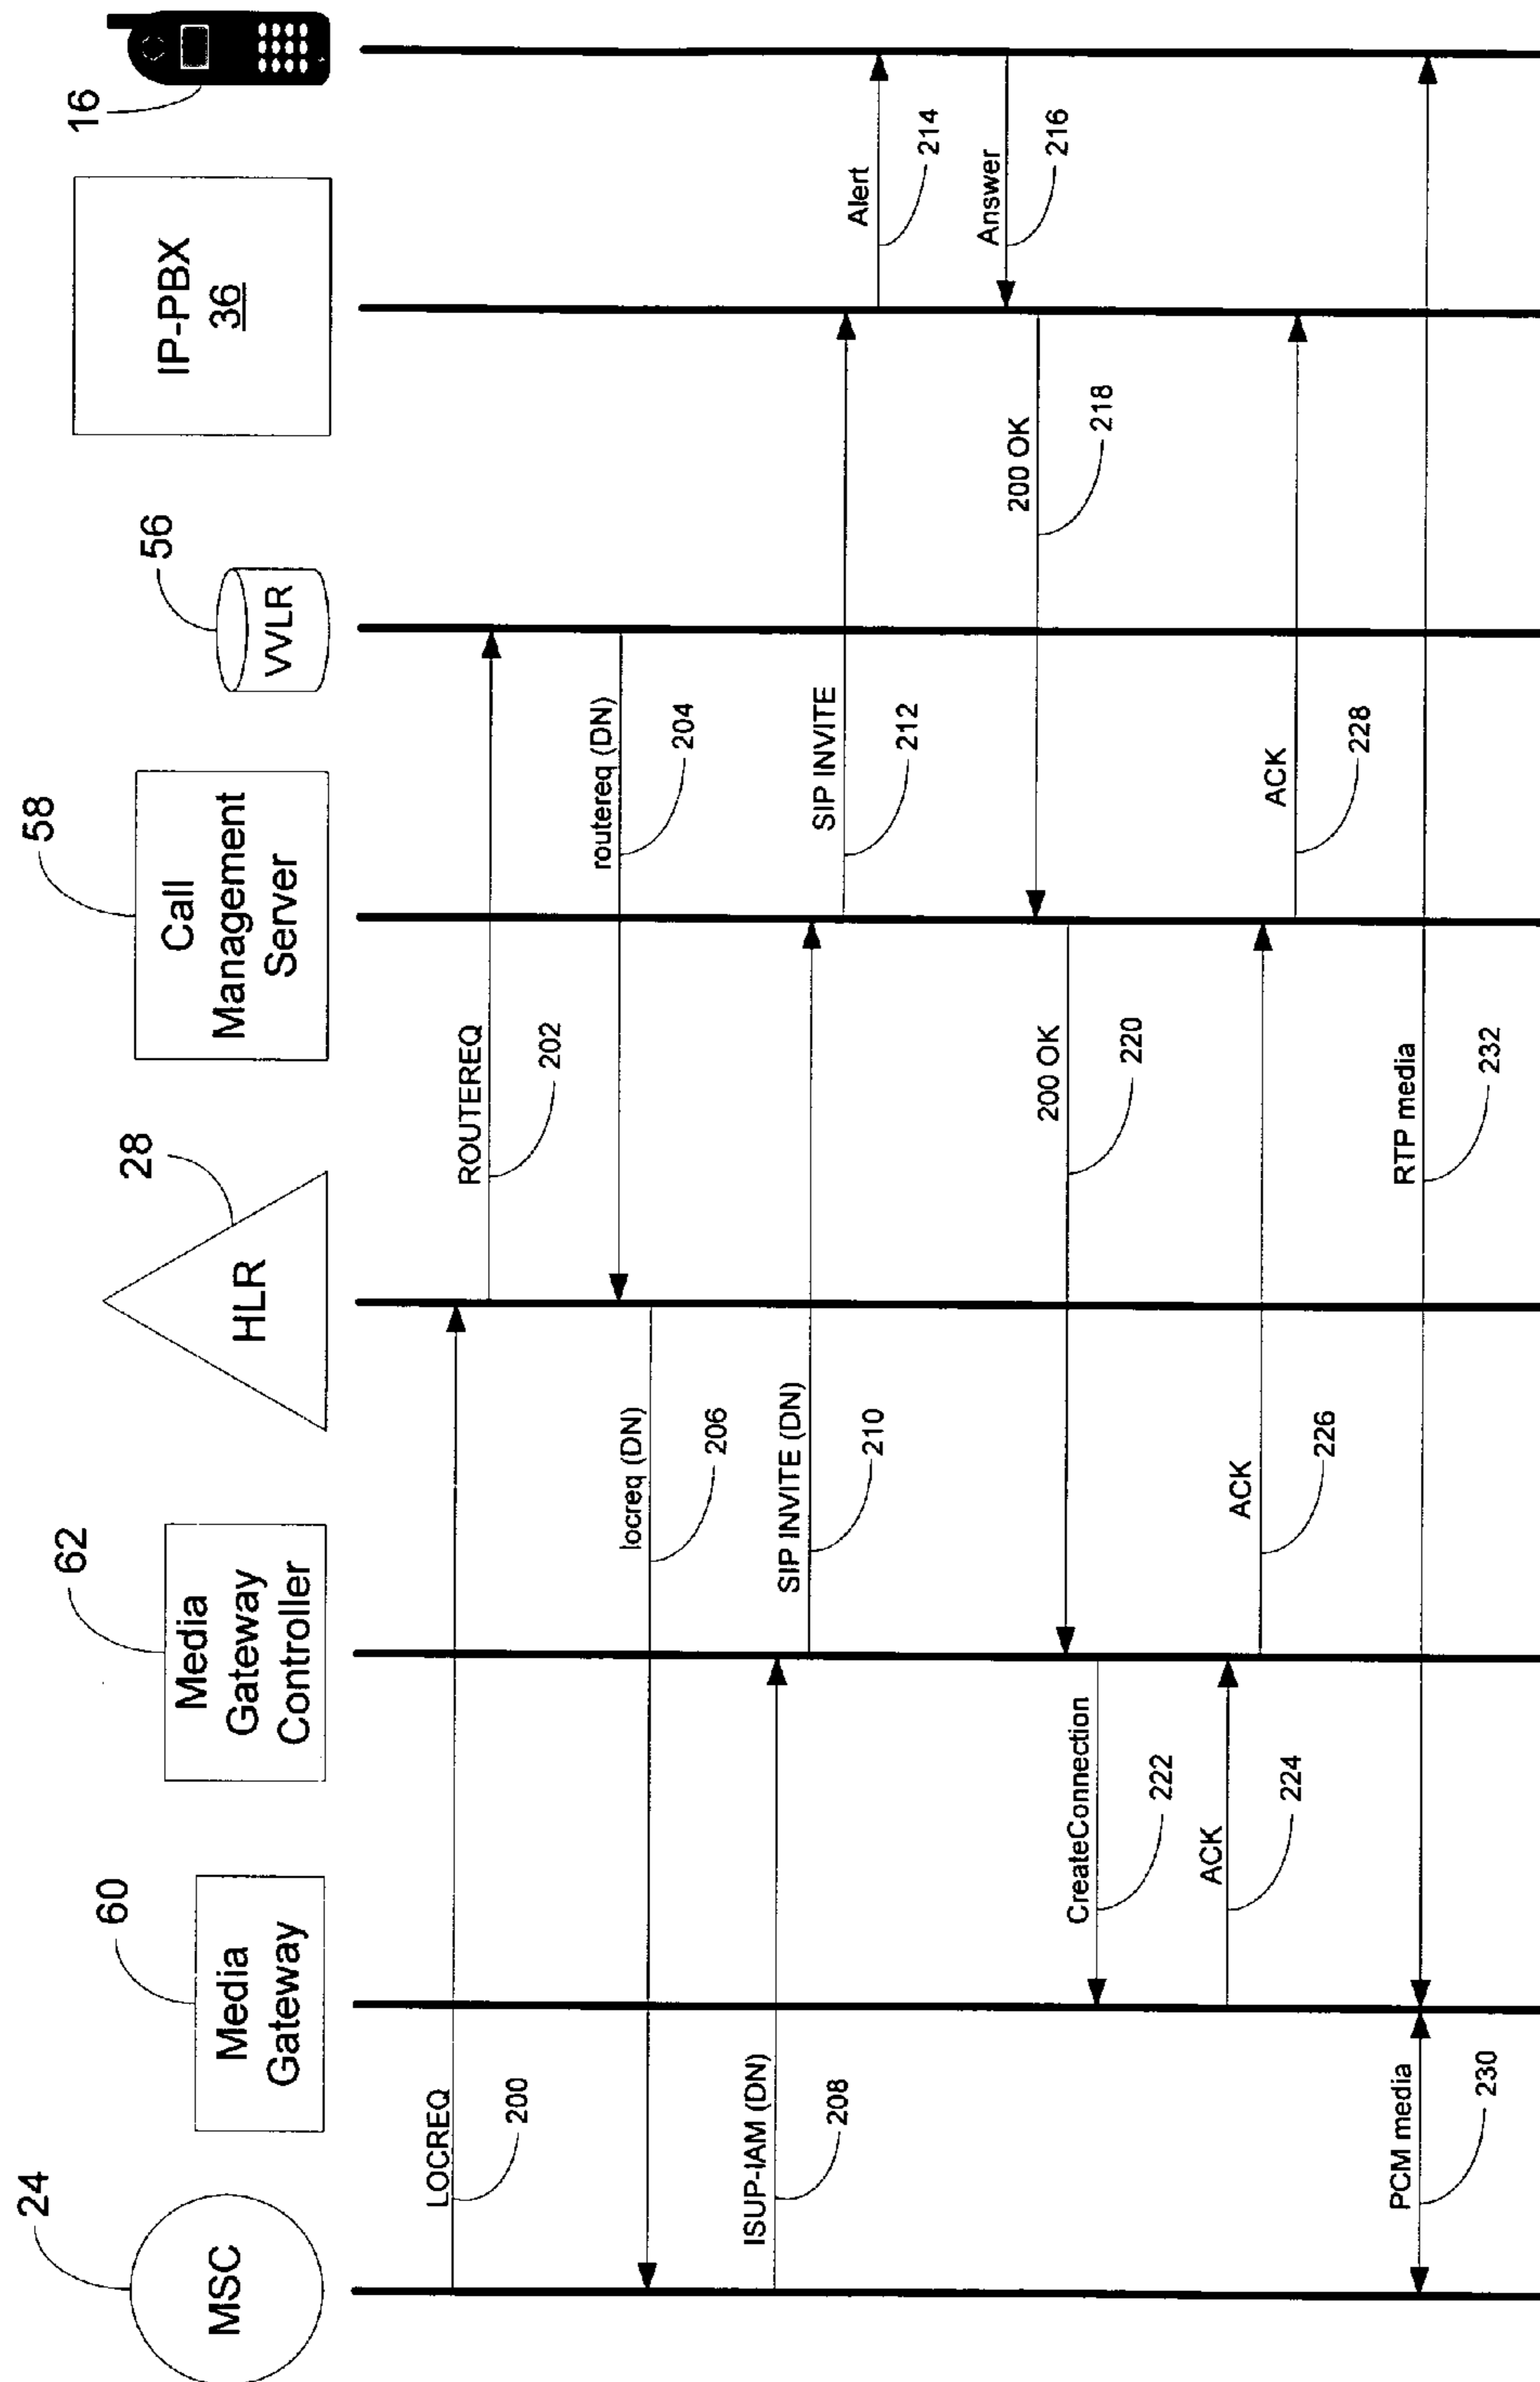 24
MSC
60
Media
Gateway
62
Media
Gateway
Controller
28
HLR
58
Call
Management
Server
56
VVLR
IP-PBX
36
16
LOCREQ
200
ROUTEREQ
202
routereq (DN)
204
locreq (DN)
206
ISUP-IAM (DN)
208
SIP INVITE (DN)
210
SIP INVITE
212
Alert
214
Answer
216
200 OK
218
200 OK
220
CreateConnection
222
ACK
224
ACK
226
ACK
228
PCM media
230
RTP media
232